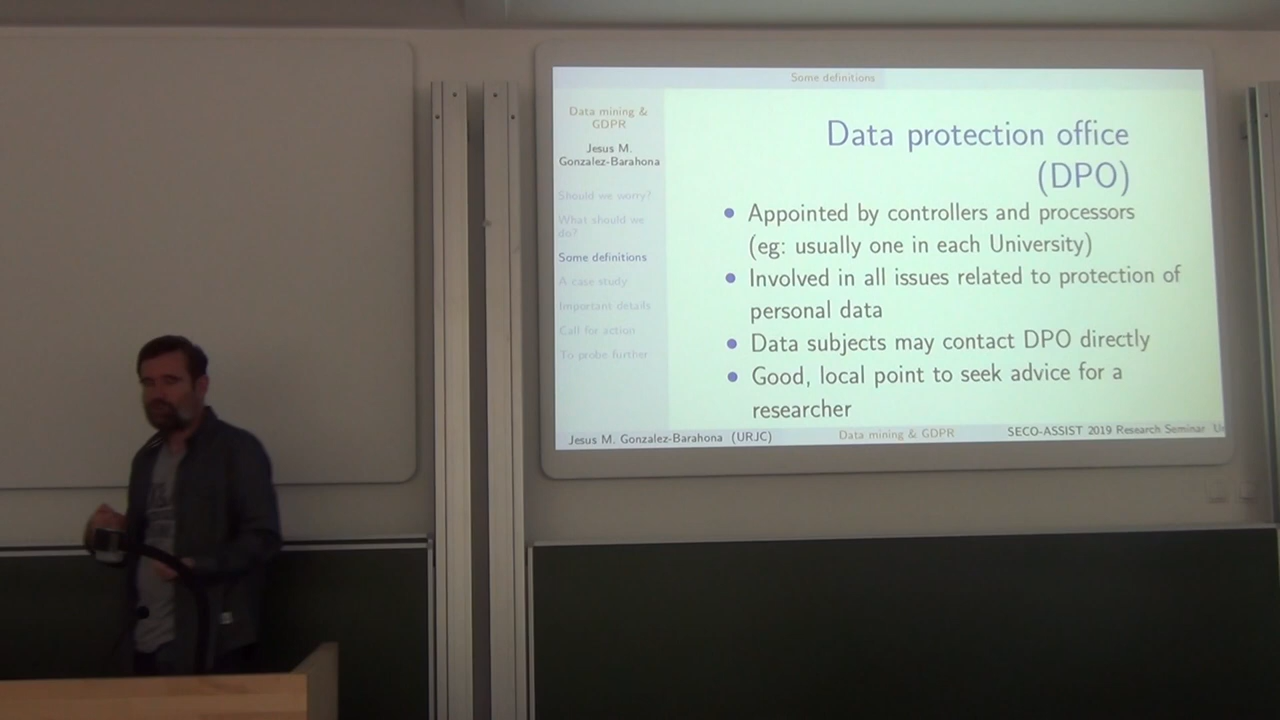 Some definitions
Data mining &
GDPR
Jesus M.
Gonzalez-Barahona
Should we worry?
What should we
do?
Some definitions
A case study
Important details
Call for action
To probe further
Data protection office
(DPO)
Appointed by controllers and processors
(eg: usually one in each University)
Involved in all issues related to protection of
personal data
Data subjects may contact DPO directly
Good, local point to seek advice for a
researcher
Jesus M. Gonzalez-Barahona (URJC)
Data mining & GDPR
SECO-ASSIST 2019 Research Seminar